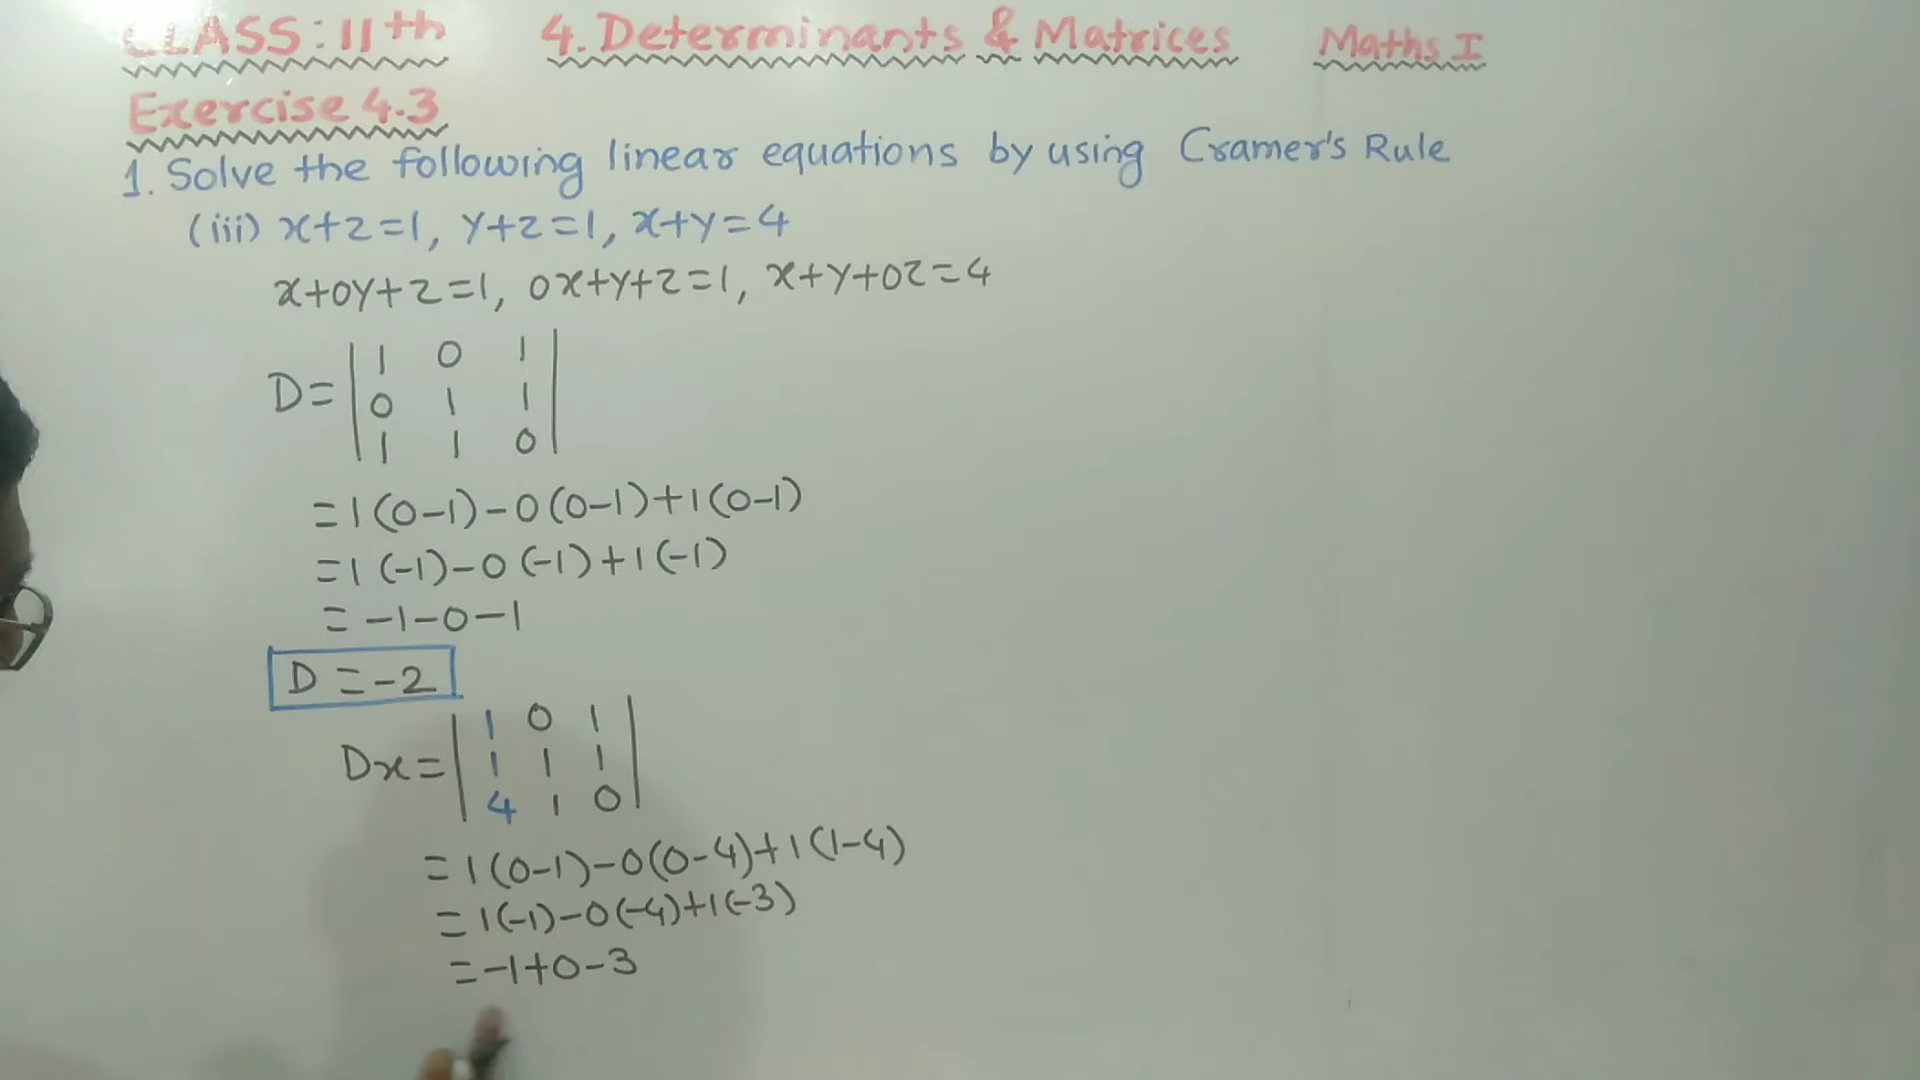 CLASS: 11th 4. Determinants & Matrices Maths I
Exercise 4.3
1. Solve the following linear equations by using Cramer's Rule
(iii) x+z=1, y+z=1, x+y=4
x+0y+z=1, 0x+y+z=1, x+y+0z=4
D= | 1 0 1 |
| 0 1 1 |
| 1 1 0 |
=1(0-1)-0(0-1)+1(0-1)
=1(-1)-0(-1)+1(-1)
= -1-0-1
D = -2
Dx= | 1 0 1 |
| 1 1 1 |
| 4 1 0 |
=1(0-1)-0(0-4)+1(1-4)
=1(-1)-0(-4)+1(-3)
=-1+0-3